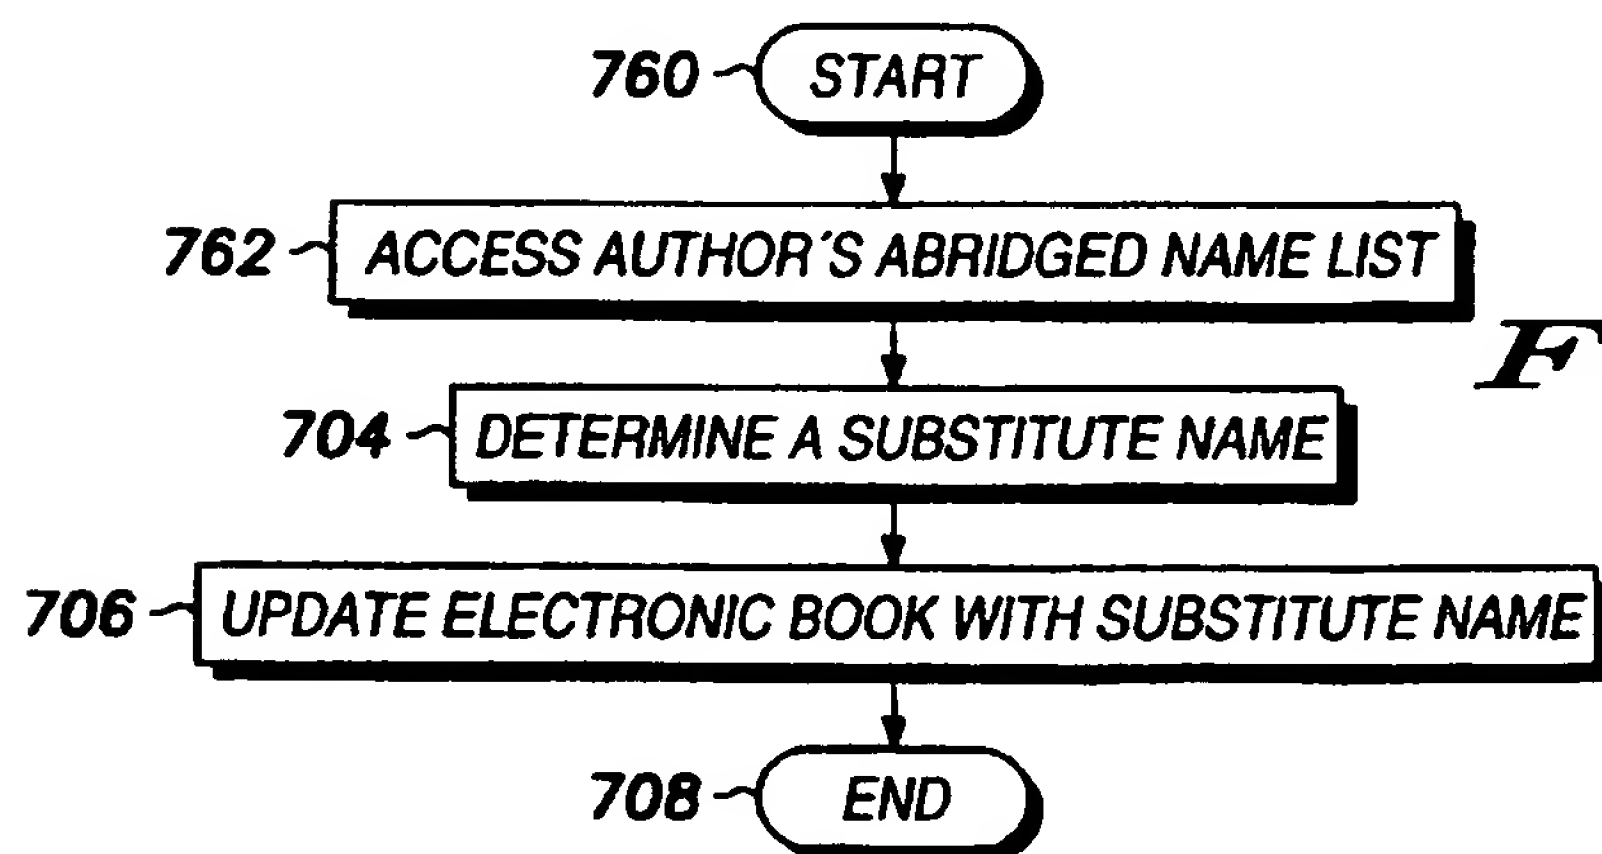 760 START
762 ACCESS AUTHOR'S ABRIDGED NAME LIST
F
704 DETERMINE A SUBSTITUTE NAME
706 UPDATE ELECTRONIC BOOK WITH SUBSTITUTE NAME
708 END